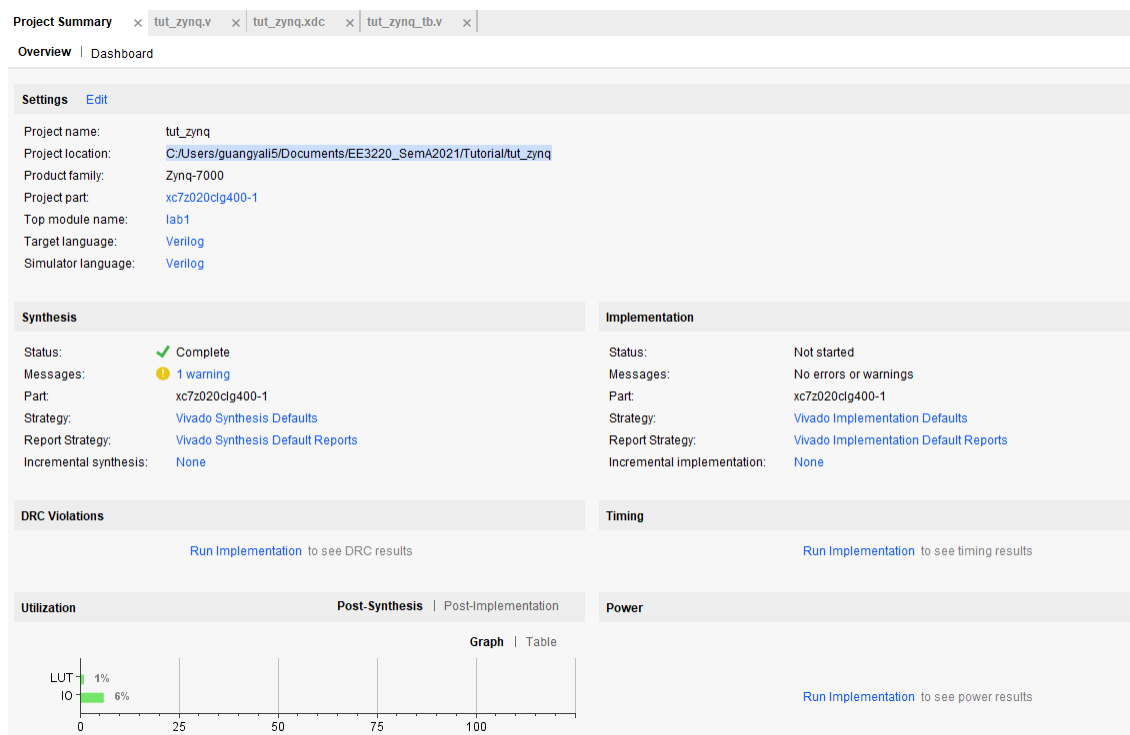 Project Summary × tut_zynq.v × tut_zynq.xdc × tut_zynq_tb.v ×
Overview | Dashboard
Settings Edit
Project name: tut_zynq
Project location: C:/Users/guangyali5/Documents/EE3220_SemA2021/Tutorial/tut_zynq
Product family: Zynq-7000
Project part: xc7z020clg400-1
Top module name: lab1
Target language: Verilog
Simulator language: Verilog
Synthesis
Status: Complete
Messages: 1 warning
Part: xc7z020clg400-1
Strategy: Vivado Synthesis Defaults
Report Strategy: Vivado Synthesis Default Reports
Incremental synthesis: None
Implementation
Status: Not started
Messages: No errors or warnings
Part: xc7z020clg400-1
Strategy: Vivado Implementation Defaults
Report Strategy: Vivado Implementation Default Reports
Incremental implementation: None
DRC Violations
Run Implementation to see DRC results
Timing
Run Implementation to see timing results
Utilization Post-Synthesis | Post-Implementation
Graph | Table
LUT 1%
IO 6%
0 25 50 75 100
Power
Run Implementation to see power results